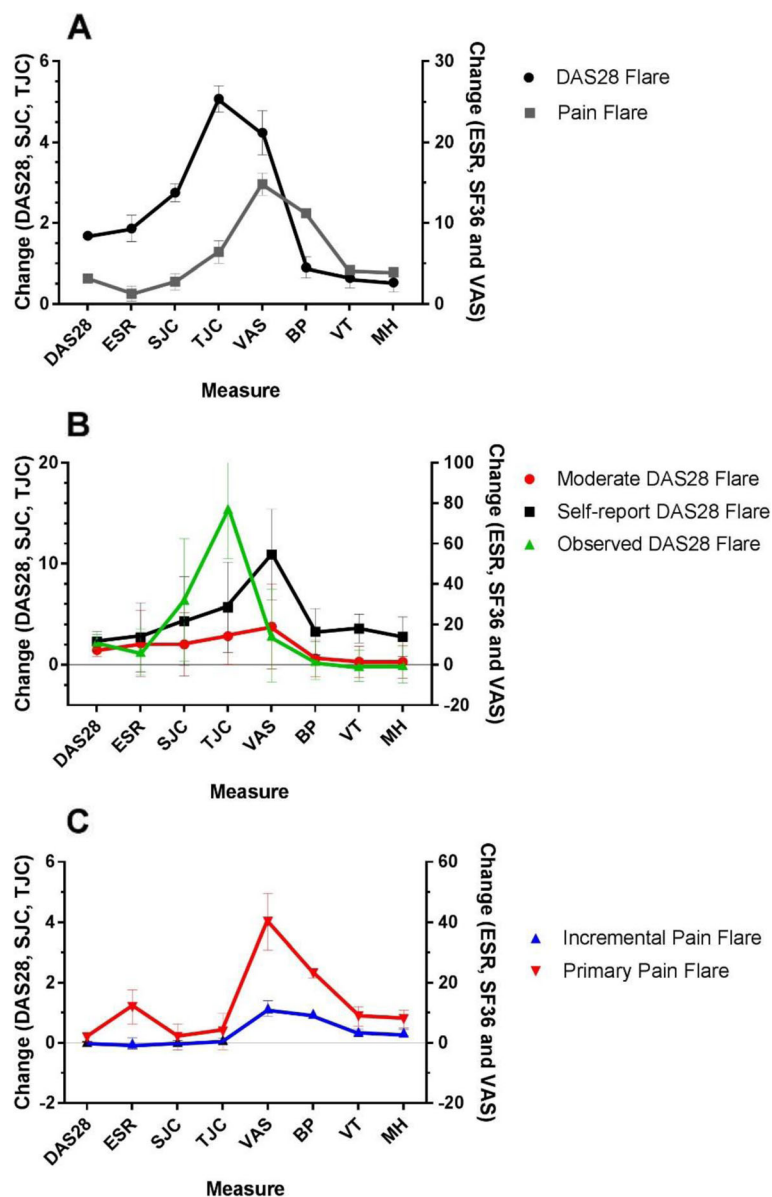 A
Change (DAS28, SJC, TJC)
6
4
2
0
30
20
10
0
Change (ESR, SF36 and VAS)
DAS28 Flare
Pain Flare
DAS28
ESR
SJC
TJC
VAS
BP
VT
MH
Measure
B
Change (DAS28, SJC, TJC)
20
10
0
100
80
60
40
20
0
-20
Change (ESR, SF36 and VAS)
Moderate DAS28 Flare
Self-report DAS28 Flare
Observed DAS28 Flare
DAS28
ESR
SJC
TJC
VAS
BP
VT
MH
Measure
C
Change (DAS28, SJC, TJC)
6
4
2
0
-2
60
40
20
0
-20
Change (ESR, SF36 and VAS)
Incremental Pain Flare
Primary Pain Flare
DAS28
ESR
SJC
TJC
VAS
BP
VT
MH
Measure